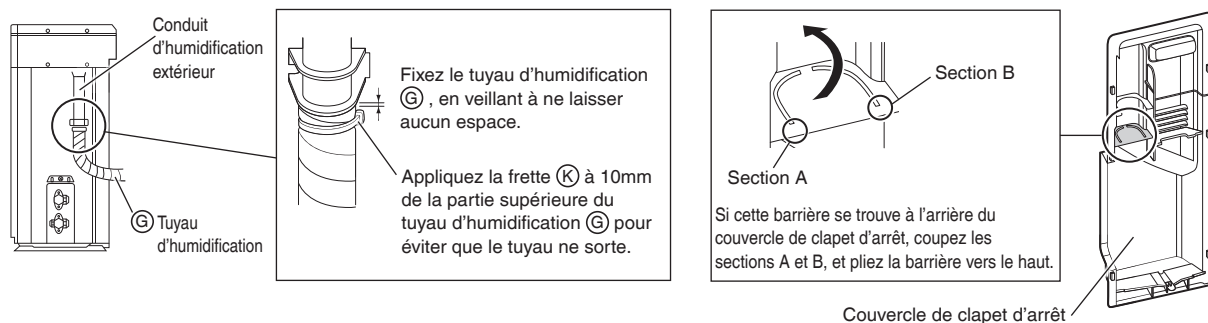 Conduit
d'humidification
extérieur
Ⓖ Tuyau
d'humidification
Fixez le tuyau d'humidification
Ⓖ , en veillant à ne laisser
aucun espace.
Appliquez la frette Ⓚ à 10mm
de la partie supérieure du
tuyau d'humidification Ⓖ pour
éviter que le tuyau ne sorte.
Section B
Section A
Si cette barrière se trouve à l'arrière du
couvercle de clapet d'arrêt, coupez les
sections A et B, et pliez la barrière vers le haut.
Couvercle de clapet d'arrêt